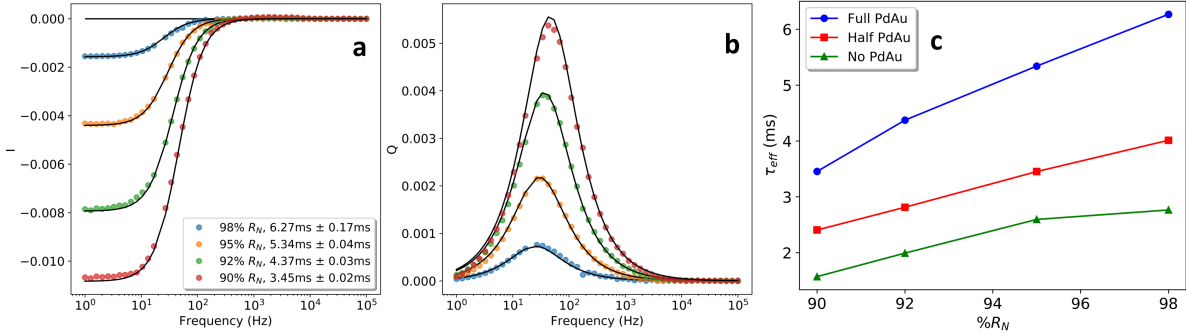 0.000
−0.002
−0.004
−0.006
−0.008
−0.010
I
a
98% R_N, 6.27ms ± 0.17ms
95% R_N, 5.34ms ± 0.04ms
92% R_N, 4.37ms ± 0.03ms
90% R_N, 3.45ms ± 0.02ms
10^0 10^1 10^2 10^3 10^4 10^5
Frequency (Hz)
0.005
0.004
0.003
0.002
0.001
0.000
Q
b
10^0 10^1 10^2 10^3 10^4 10^5
Frequency (Hz)
6
5
4
3
2
τ_eff (ms)
Full PdAu
Half PdAu
No PdAu
c
90 92 94 96 98
%R_N